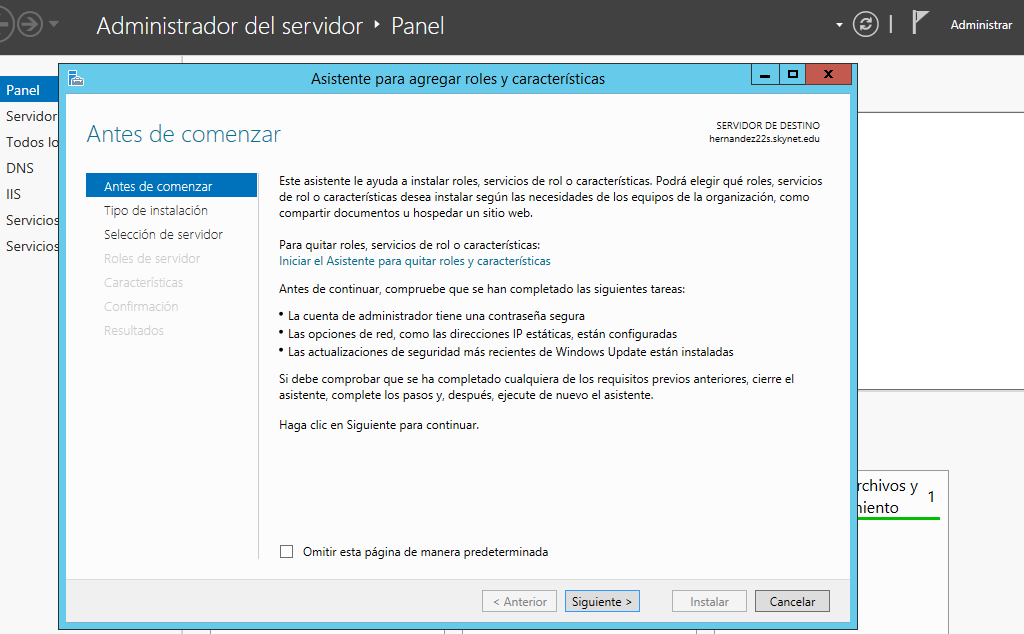 Administrador del servidor ‣ Panel
Administrar
Panel
Servidor
Todos lo
DNS
IIS
Servicios
Servicios
Asistente para agregar roles y características
Antes de comenzar
SERVIDOR DE DESTINO
hernandez22s.skynet.edu
Antes de comenzar
Tipo de instalación
Selección de servidor
Roles de servidor
Características
Confirmación
Resultados
Este asistente le ayuda a instalar roles, servicios de rol o características. Podrá elegir qué roles, servicios
de rol o características desea instalar según las necesidades de los equipos de la organización, como
compartir documentos u hospedar un sitio web.
Para quitar roles, servicios de rol o características:
Iniciar el Asistente para quitar roles y características
Antes de continuar, compruebe que se han completado las siguientes tareas:
• La cuenta de administrador tiene una contraseña segura
• Las opciones de red, como las direcciones IP estáticas, están configuradas
• Las actualizaciones de seguridad más recientes de Windows Update están instaladas
Si debe comprobar que se ha completado cualquiera de los requisitos previos anteriores, cierre el
asistente, complete los pasos y, después, ejecute de nuevo el asistente.
Haga clic en Siguiente para continuar.
Omitir esta página de manera predeterminada
< Anterior
Siguiente >
Instalar
Cancelar
rchivos y
niento
1